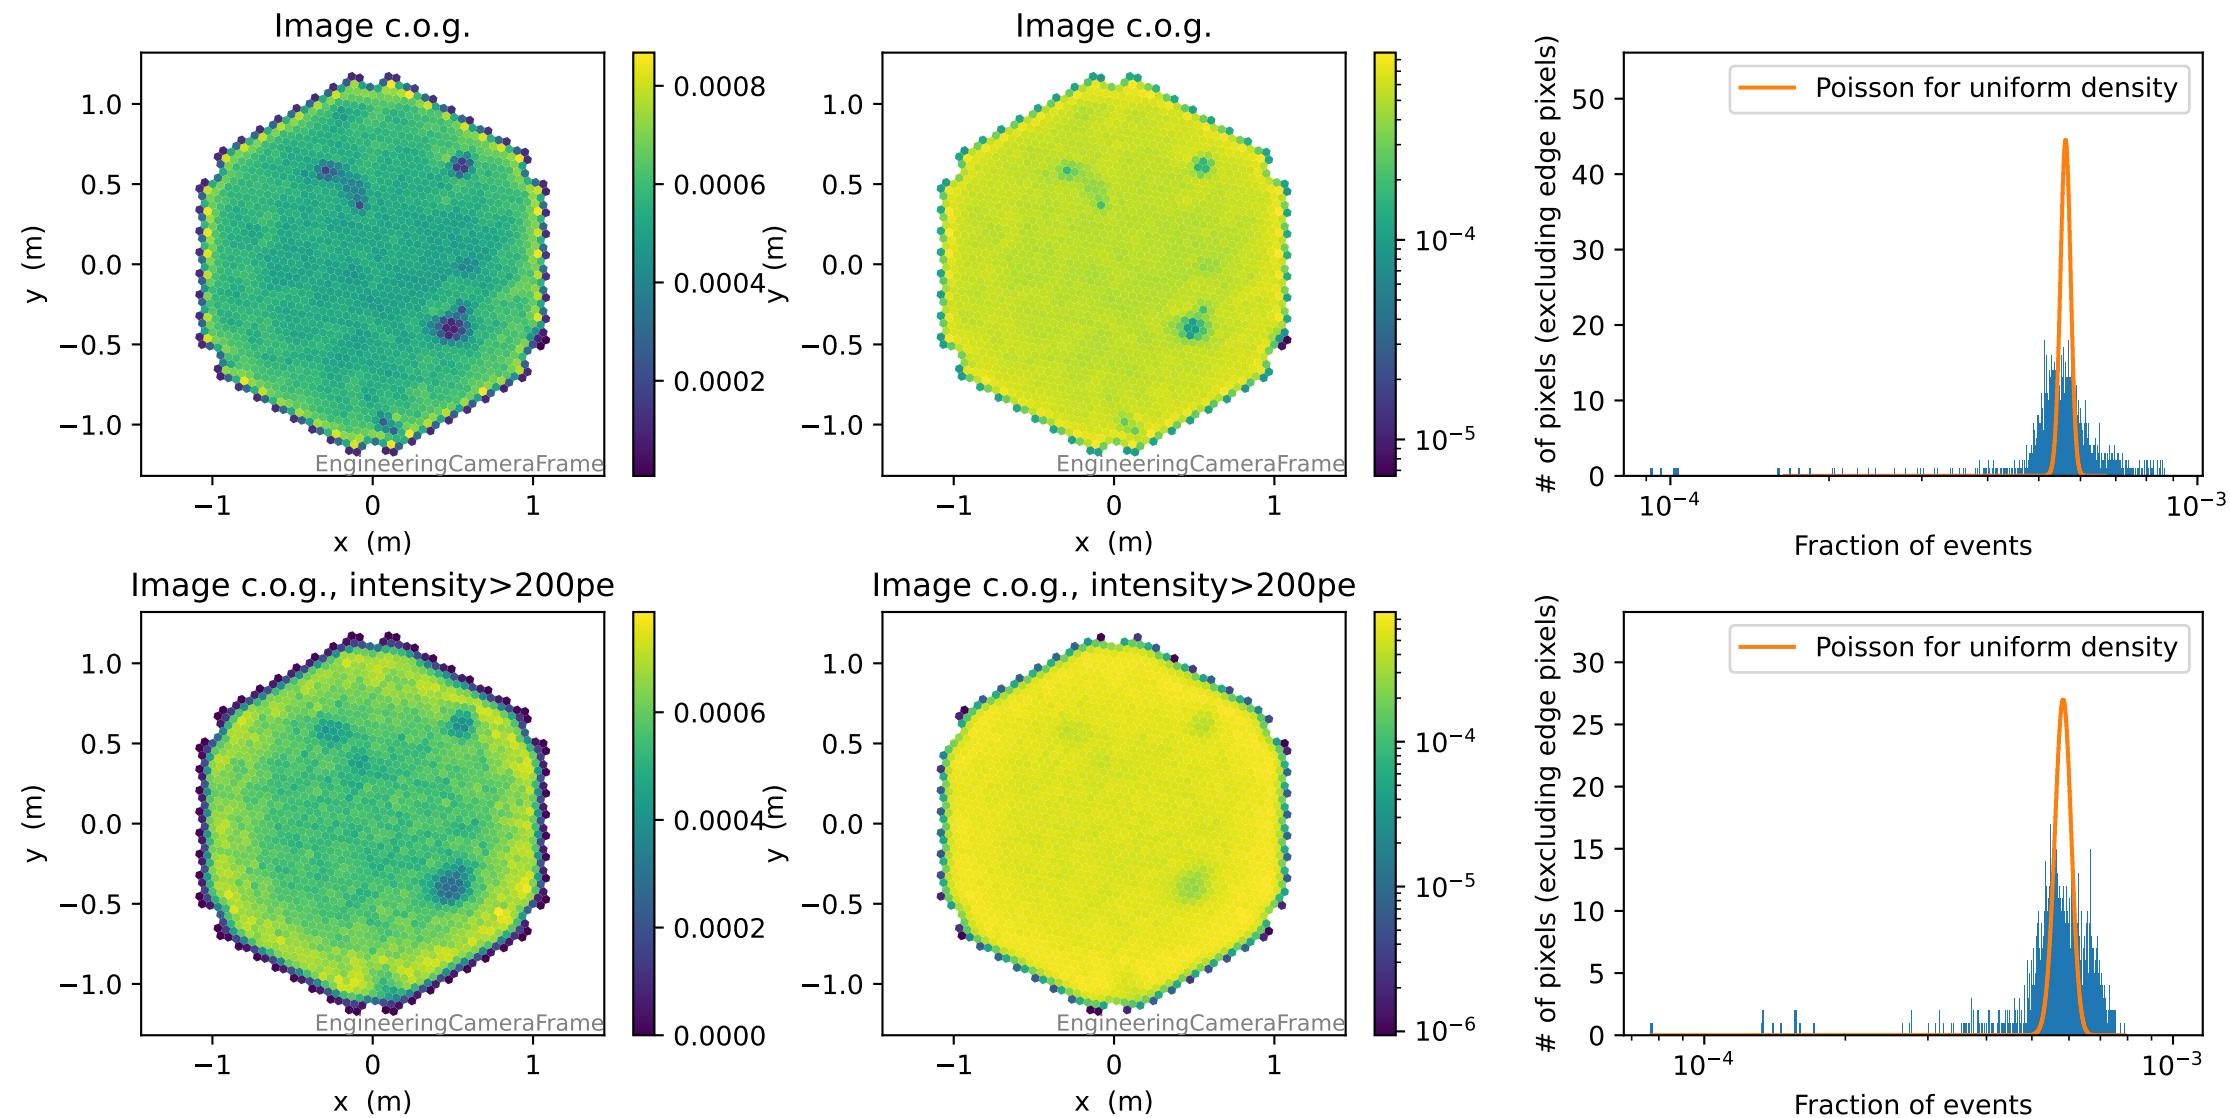 Image c.o.g.
y (m)
1.0
0.5
0.0
−0.5
−1.0
−1
0
1
x (m)
EngineeringCameraFrame
0.0008
0.0006
0.0004
0.0002
Image c.o.g.
y (m)
1.0
0.5
0.0
−0.5
−1.0
−1
0
1
x (m)
EngineeringCameraFrame
10⁻⁴
10⁻⁵
# of pixels (excluding edge pixels)
50
40
30
20
10
0
Poisson for uniform density
10⁻⁴
10⁻³
Fraction of events
Image c.o.g., intensity>200pe
y (m)
1.0
0.5
0.0
−0.5
−1.0
−1
0
1
x (m)
EngineeringCameraFrame
0.0006
0.0004
0.0002
0.0000
Image c.o.g., intensity>200pe
y (m)
1.0
0.5
0.0
−0.5
−1.0
−1
0
1
x (m)
EngineeringCameraFrame
10⁻⁴
10⁻⁵
10⁻⁶
# of pixels (excluding edge pixels)
30
25
20
15
10
5
0
Poisson for uniform density
10⁻⁴
10⁻³
Fraction of events